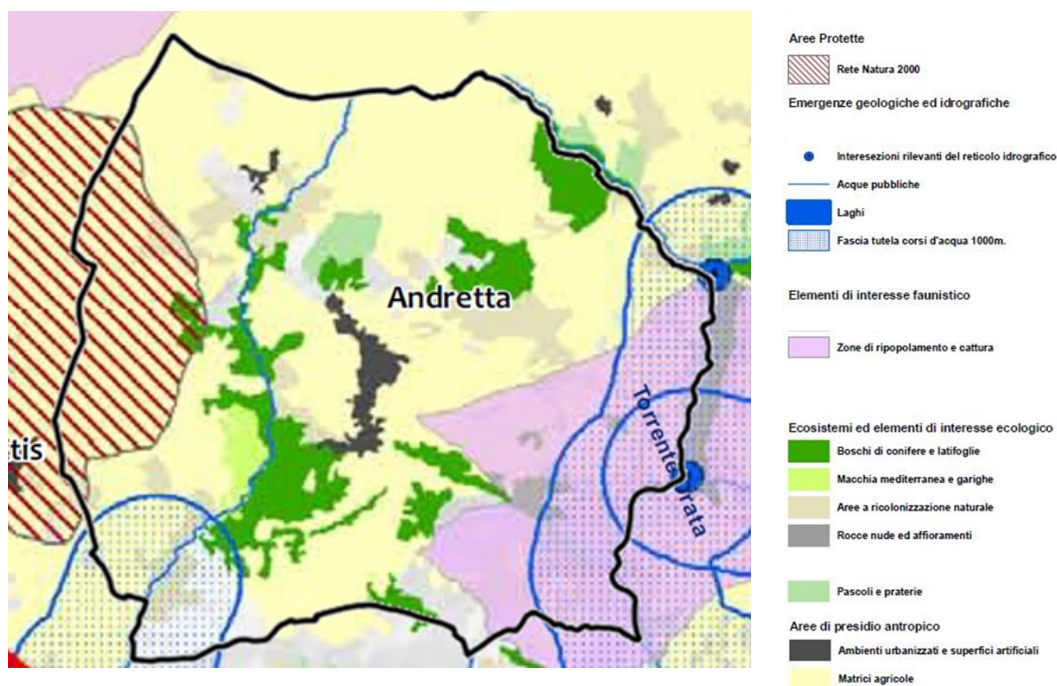 Andretta
tis
Torrente
Orata
Aree Protette
Rete Natura 2000
Emergenze geologiche ed idrografiche
Interesezioni rilevanti del reticolo idrografico
Acque pubbliche
Laghi
Fascia tutela corsi d'acqua 1000m.
Elementi di interesse faunistico
Zone di ripopolamento e cattura
Ecosistemi ed elementi di interesse ecologico
Boschi di conifere e latifoglie
Macchia mediterranea e garighe
Aree a ricolonizzazione naturale
Rocce nude ed affioramenti
Pascoli e praterie
Aree di presidio antropico
Ambienti urbanizzati e superfici artificiali
Matrici agricole